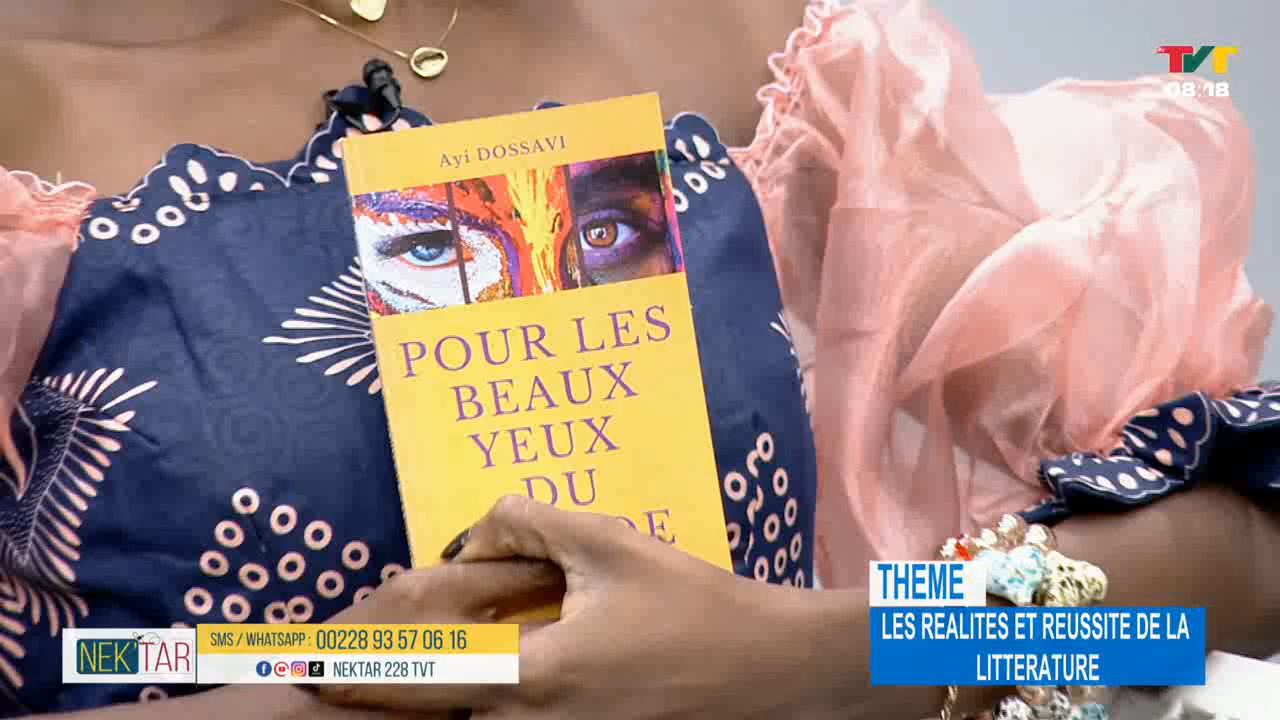 TVT
08:18
Ayi DOSSAVI
POUR LES
BEAUX
YEUX
DU
DE
THEME
LES REALITES ET REUSSITE DE LA
LITTERATURE
NEK'TAR
SMS / WHATSAPP : 00228 93 57 06 16
NEKTAR 228 TVT